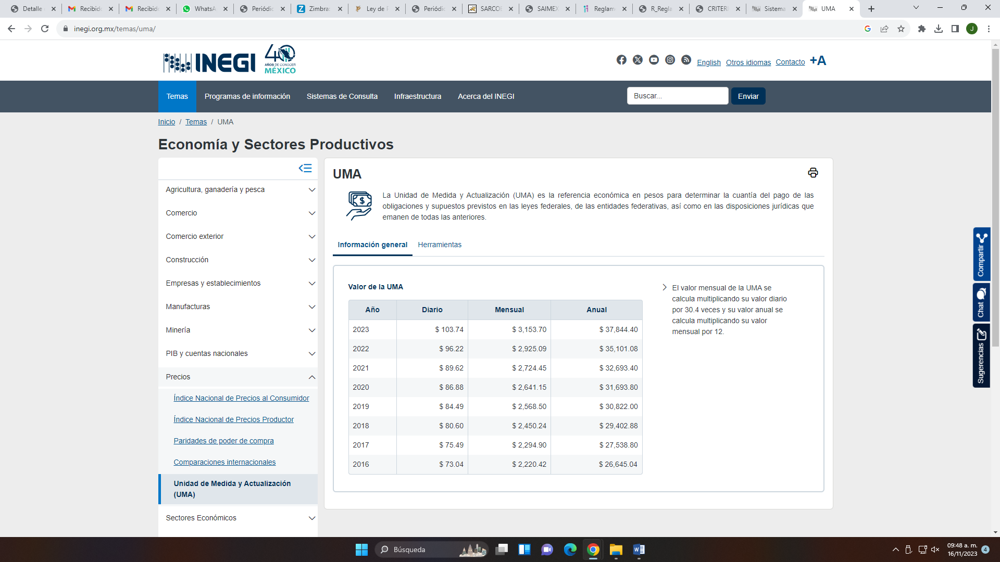 Detalle
Recibido
Recibido
WhatsA
Periódic
Zimbra:
Ley de P
Periódic
SARCOE
SAIMEX
Reglam
R_Regla
CRITERI
Sistema
UMA
inegi.org.mx/temas/uma/
J
INEGI
40
AÑOS DE CONOCER
MÉXICO
English Otros idiomas Contacto +A
Temas Programas de información Sistemas de Consulta Infraestructura Acerca del INEGI Buscar... Enviar
Inicio / Temas / UMA
Economía y Sectores Productivos
Agricultura, ganadería y pesca
Comercio
Comercio exterior
Construcción
Empresas y establecimientos
Manufacturas
Minería
PIB y cuentas nacionales
Precios
Índice Nacional de Precios al Consumidor
Índice Nacional de Precios Productor
Paridades de poder de compra
Comparaciones internacionales
Unidad de Medida y Actualización
(UMA)
Sectores Económicos
UMA
La Unidad de Medida y Actualización (UMA) es la referencia económica en pesos para determinar la cuantía del pago de las
obligaciones y supuestos previstos en las leyes federales, de las entidades federativas, así como en las disposiciones jurídicas que
emanen de todas las anteriores.
Información general Herramientas
Valor de la UMA
Año Diario Mensual Anual
2023 $ 103.74 $ 3,153.70 $ 37,844.40
2022 $ 96.22 $ 2,925.09 $ 35,101.08
2021 $ 89.62 $ 2,724.45 $ 32,693.40
2020 $ 86.88 $ 2,641.15 $ 31,693.80
2019 $ 84.49 $ 2,568.50 $ 30,822.00
2018 $ 80.60 $ 2,450.24 $ 29,402.88
2017 $ 75.49 $ 2,294.90 $ 27,538.80
2016 $ 73.04 $ 2,220.42 $ 26,645.04
El valor mensual de la UMA se
calcula multiplicando su valor diario
por 30.4 veces y su valor anual se
calcula multiplicando su valor
mensual por 12.
Compartir
Chat
Sugerencias
Búsqueda
09:48 a. m.
16/11/2023
4